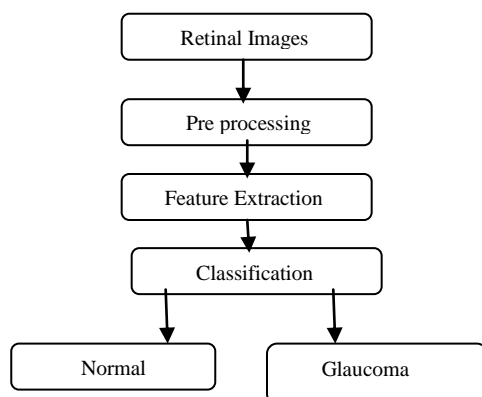 Retinal Images
Pre processing
Feature Extraction
Classification
Normal
Glaucoma